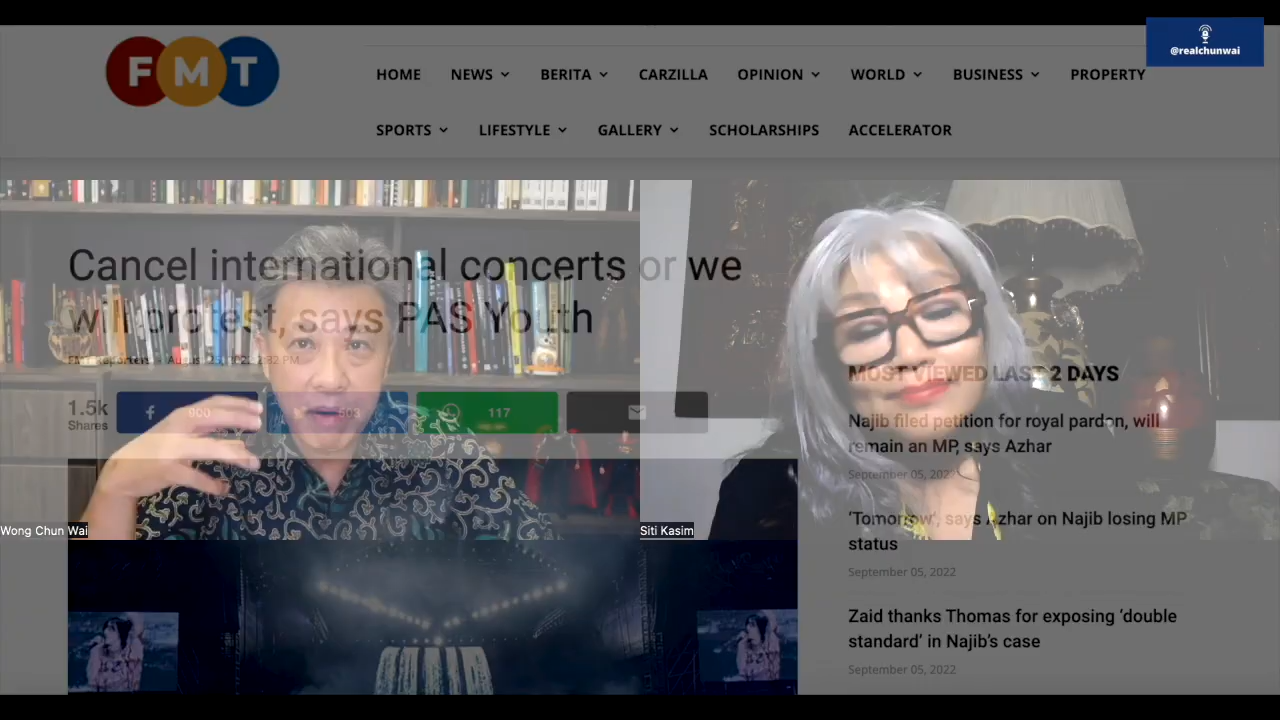 FMT
HOME NEWS BERITA CARZILLA OPINION WORLD BUSINESS PROPERTY
SPORTS LIFESTYLE GALLERY SCHOLARSHIPS ACCELERATOR
@realchunwai
Cancel international concerts or we
will protest, says PAS Youth
1.5k
Shares
900
503
117
MOST VIEWED LAST 2 DAYS
Najib filed petition for royal pardon, will
remain an MP, says Azhar
September 05, 2022
'Tomorrow', says Azhar on Najib losing MP
status
September 05, 2022
Zaid thanks Thomas for exposing 'double
standard' in Najib's case
September 05, 2022
Wong Chun Wai
Siti Kasim